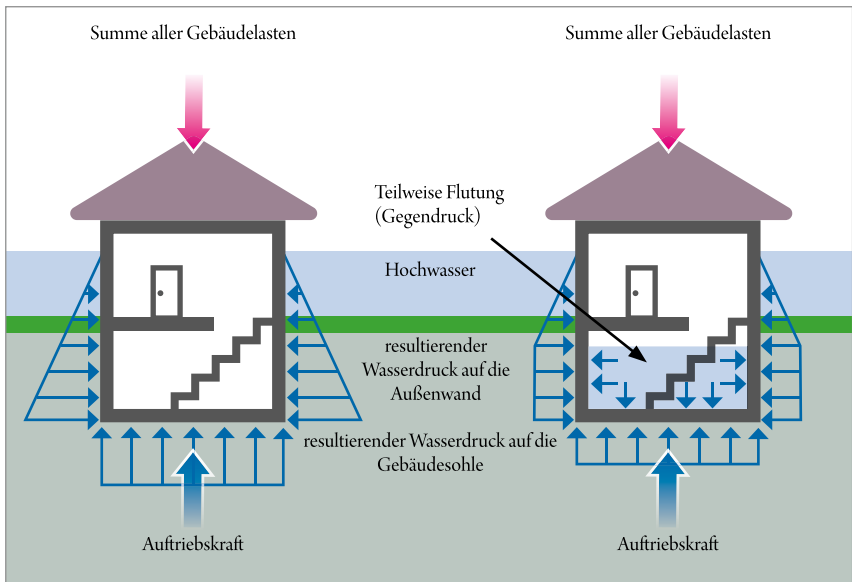 Summe aller Gebäudelasten
Summe aller Gebäudelasten
Teilweise Flutung
(Gegendruck)
Hochwasser
resultierender
Wasserdruck auf die
Außenwand
resultierender Wasserdruck auf die
Gebäudesohle
Auftriebskraft
Auftriebskraft